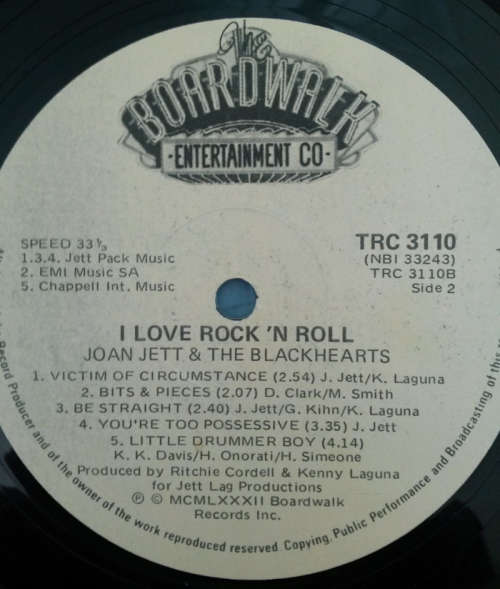 The
BOARDWALK
·ENTERTAINMENT CO·
SPEED 33⅓
1.3.4. Jett Pack Music
2. EMI Music SA
5. Chappell Int. Music
TRC 3110
(NBI 33243)
TRC 3110B
Side 2
I LOVE ROCK 'N ROLL
JOAN JETT & THE BLACKHEARTS
1. VICTIM OF CIRCUMSTANCE (2.54) J. Jett/K. Laguna
2. BITS & PIECES (2.07) D. Clark/M. Smith
3. BE STRAIGHT (2.40) J. Jett/G. Kihn/K. Laguna
4. YOU'RE TOO POSSESSIVE (3.35) J. Jett
5. LITTLE DRUMMER BOY (4.14)
K. K. Davis/H. Onorati/H. Simeone
Produced by Ritchie Cordell & Kenny Laguna
for Jett Lag Productions
℗ © MCMLXXXII Boardwalk
Records Inc.
Record Producer and of the owner of the work reproduced reserved. Copying, Public Performance and Broadcasting of this